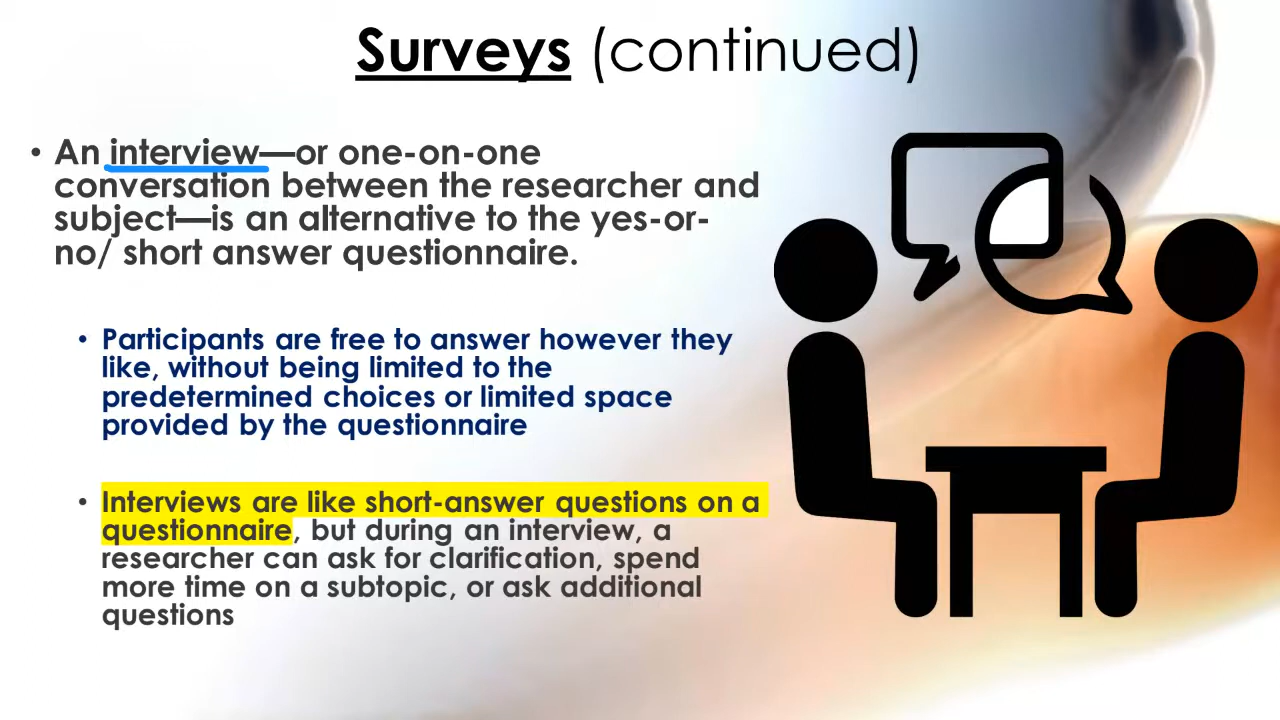 Surveys (continued)
• An interview—or one-on-one
conversation between the researcher and
subject—is an alternative to the yes-or-
no/ short answer questionnaire.
• Participants are free to answer however they
like, without being limited to the
predetermined choices or limited space
provided by the questionnaire
• Interviews are like short-answer questions on a
questionnaire, but during an interview, a
researcher can ask for clarification, spend
more time on a subtopic, or ask additional
questions